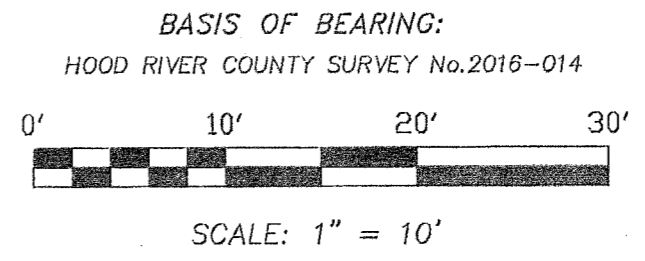 BASIS OF BEARING:
HOOD RIVER COUNTY SURVEY No.2016-014
0' 10' 20' 30'
SCALE: 1" = 10'